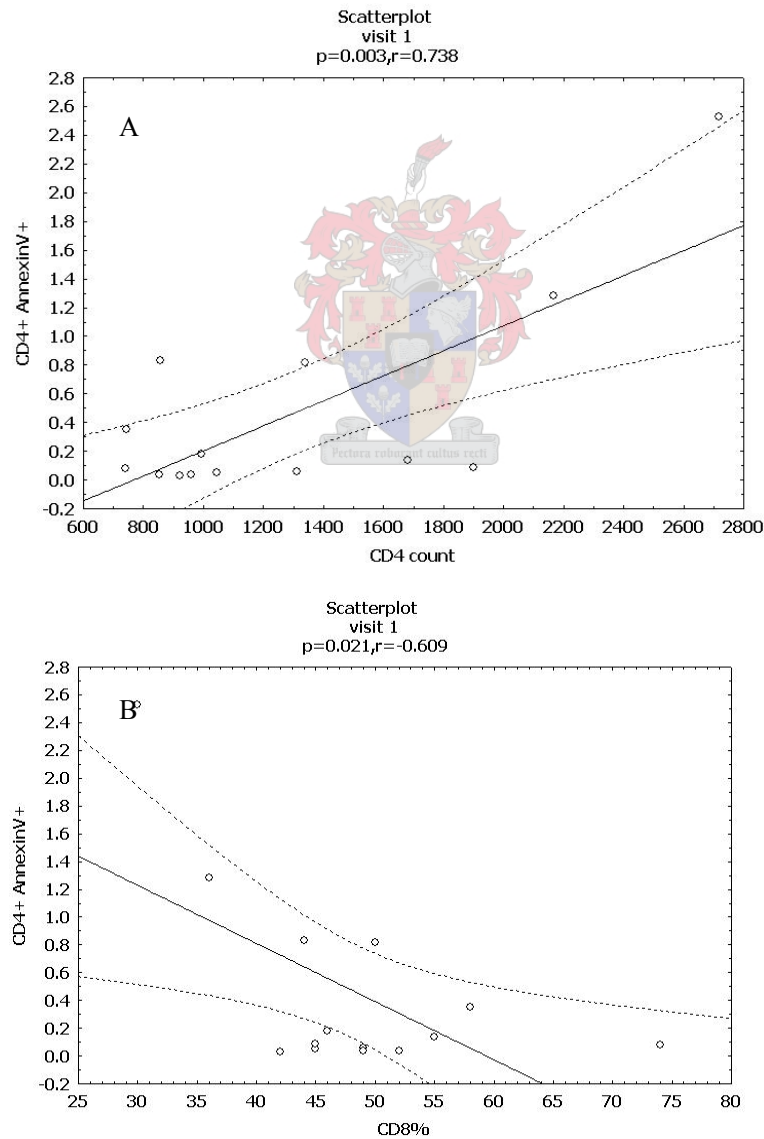 Scatterplot
visit 1
p=0.003,r=0.738
2.8
A
2.6
2.4
2.2
2.0
1.8
1.6
1.4
1.2
1.0
0.8
0.6
0.4
0.2
0.0
-0.2
CD4+ AnnexinV+
Pectora roborant cultus recti
600 800 1000 1200 1400 1600 1800 2000 2200 2400 2600 2800
CD4 count
Scatterplot
visit 1
p=0.021,r=-0.609
2.8
2.6
B
2.4
2.2
2.0
1.8
1.6
1.4
1.2
1.0
0.8
0.6
0.4
0.2
0.0
-0.2
CD4+ AnnexinV+
25 30 35 40 45 50 55 60 65 70 75 80
CD8%